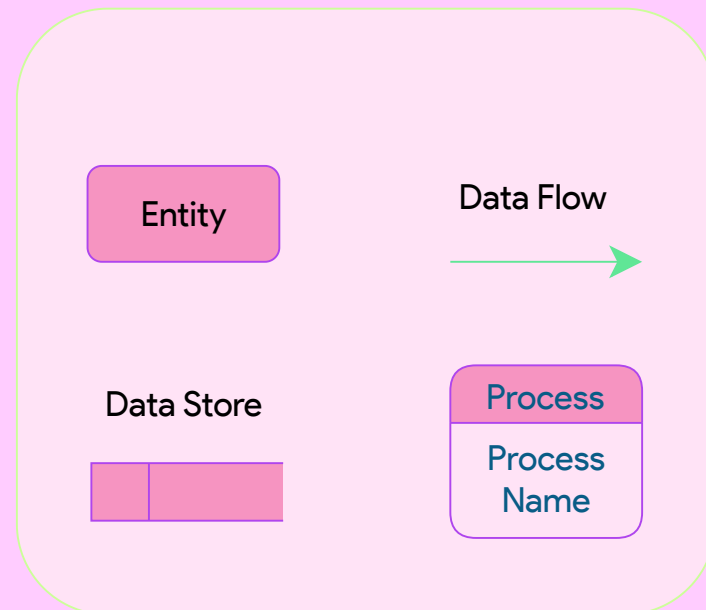 Entity
Data Flow
Data Store
Process
Process
Name